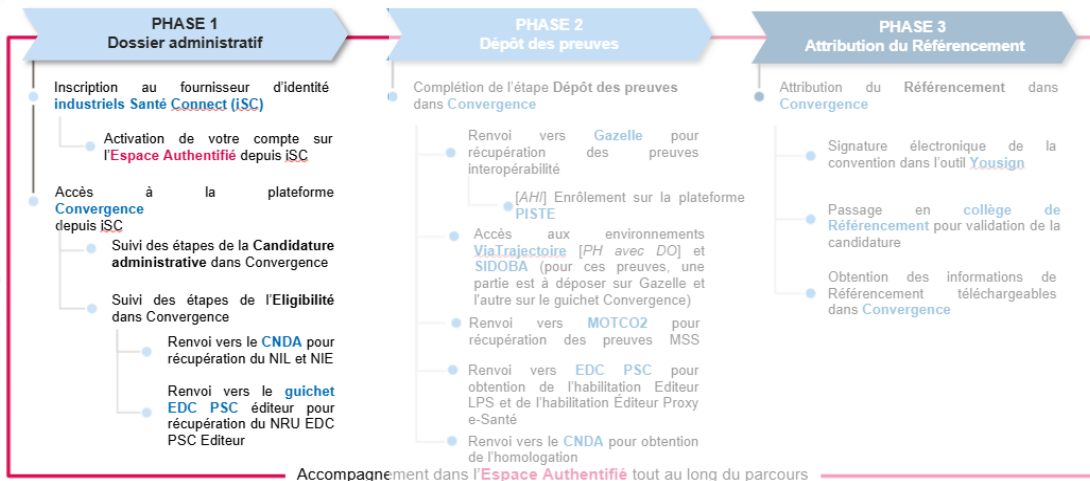 PHASE 1
Dossier administratif
Inscription au fournisseur d'identité
industriels Santé Connect (iSC)
Activation de votre compte sur
l'Espace Authentifié depuis iSC
Accès à la plateforme
Convergence
depuis iSC
Suivi des étapes de la Candidature
administrative dans Convergence
Suivi des étapes de l'Eligibilité
dans Convergence
Renvoi vers le CNDA pour
récupération du NIL et NIE
Renvoi vers le guichet
EDC PSC éditeur pour
récupération du NRU EDC
PSC Editeur
PHASE 2
Dépôt des preuves
Complétion de l'étape Dépôt des preuves
dans Convergence
Renvoi vers Gazelle pour
récupération des preuves
interopérabilité
[AHI] Enrôlement sur la plateforme
PISTE
Accès aux environnements
ViaTrajectoire [PH avec DO] et
SIDOBA (pour ces preuves, une
partie est à déposer sur Gazelle et
l'autre sur le guichet Convergence)
Renvoi vers MOTCO2 pour
récupération des preuves MSS
Renvoi vers EDC PSC pour
obtention de l'habilitation Editeur
LPS et de l'habilitation Éditeur Proxy
e-Santé
Renvoi vers le CNDA pour obtention
de l'homologation
PHASE 3
Attribution du Référencement
Attribution du Référencement dans
Convergence
Signature électronique de la
convention dans l'outil Yousign
Passage en collège de
Référencement pour validation de la
candidature
Obtention des informations de
Référencement téléchargeables
dans Convergence
Accompagnement dans l'Espace Authentifié tout au long du parcours